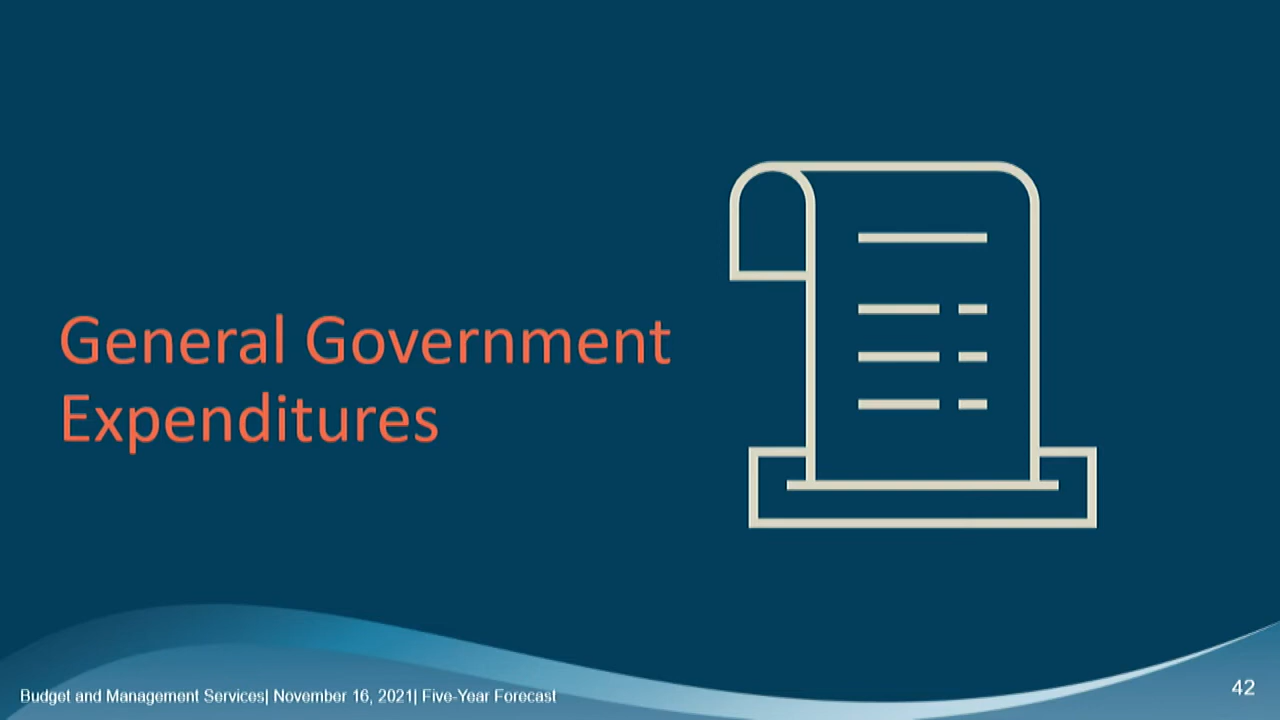 General Government
Expenditures
Budget and Management Services| November 16, 2021| Five-Year Forecast
42